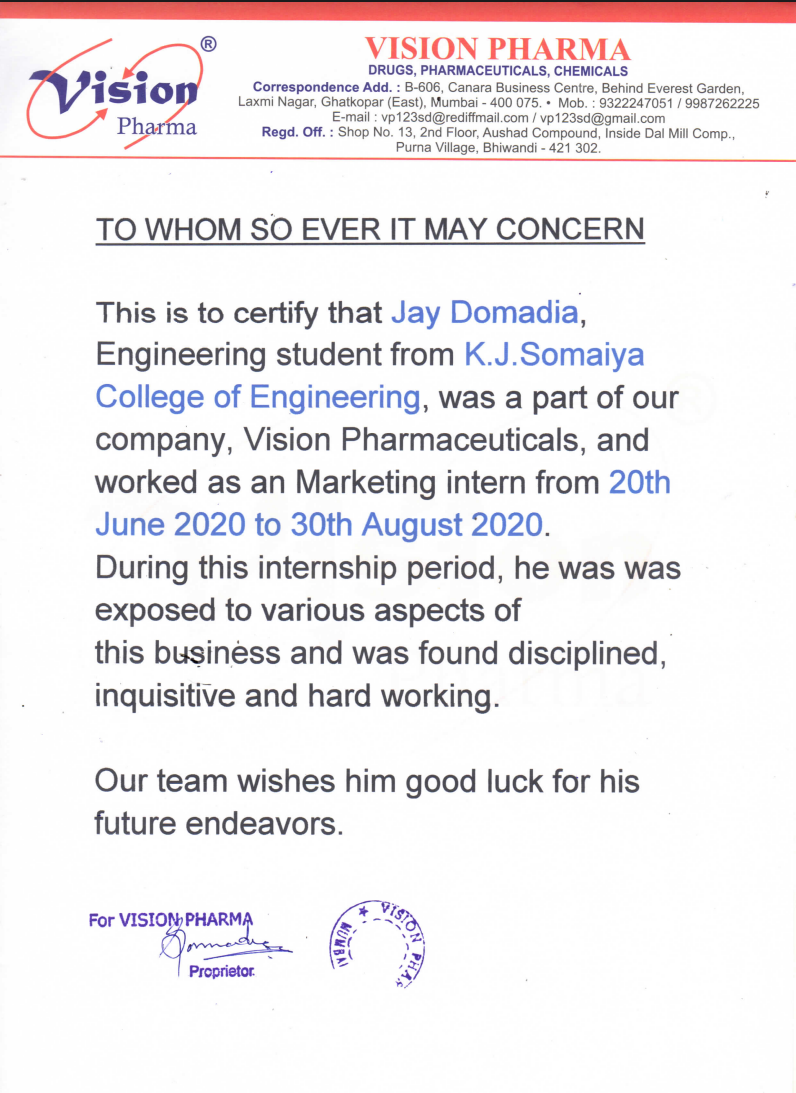 Vision
Pharma
®
VISION PHARMA
DRUGS, PHARMACEUTICALS, CHEMICALS
Correspondence Add. : B-606, Canara Business Centre, Behind Everest Garden,
Laxmi Nagar, Ghatkopar (East), Mumbai - 400 075. • Mob. : 9322247051 / 9987262225
E-mail : vp123sd@rediffmail.com / vp123sd@gmail.com
Regd. Off. : Shop No. 13, 2nd Floor, Aushad Compound, Inside Dal Mill Comp.,
Purna Village, Bhiwandi - 421 302.
TO WHOM SO EVER IT MAY CONCERN
This is to certify that Jay Domadia,
Engineering student from K.J.Somaiya
College of Engineering, was a part of our
company, Vision Pharmaceuticals, and
worked as an Marketing intern from 20th
June 2020 to 30th August 2020.
During this internship period, he was was
exposed to various aspects of
this business and was found disciplined,
inquisitive and hard working.
Our team wishes him good luck for his
future endeavors.
For VISION PHARMA
Proprietor
VISION PHA
MUMBAI